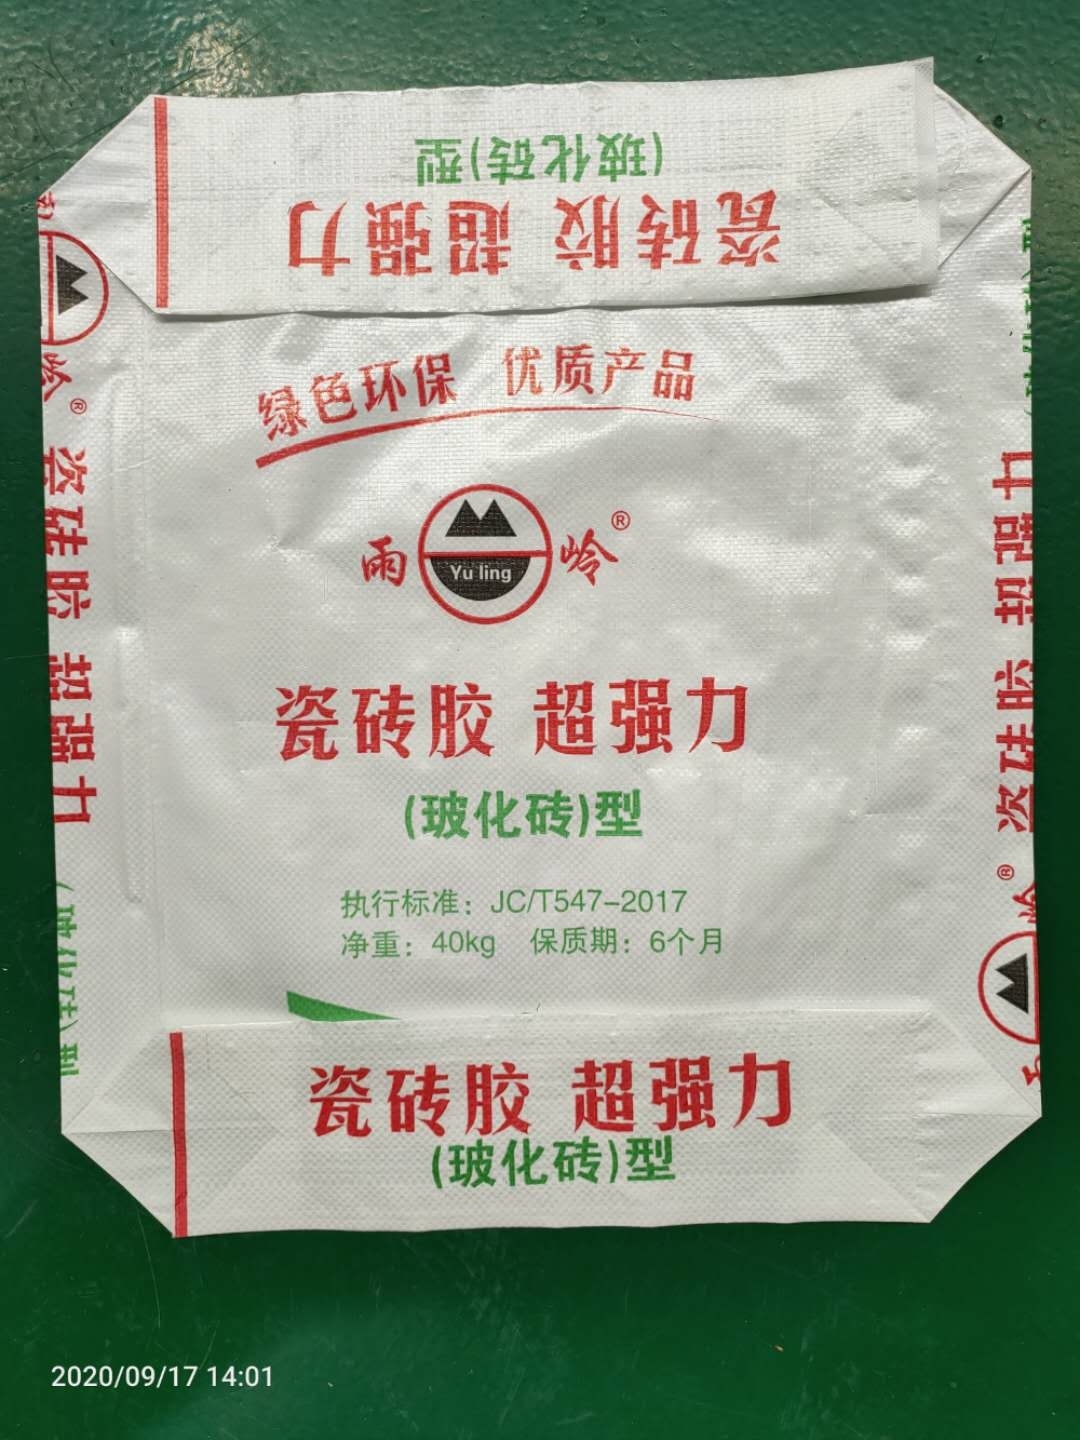 瓷砖胶 超强力
(玻化砖)型
绿色环保 优质产品
雨 Yu ling 岭®
瓷砖胶 超强力
(玻化砖)型
执行标准：JC/T547-2017
净重：40kg 保质期：6个月
瓷砖胶 超强力
(玻化砖)型
岭® 瓷砖胶 超强力
(玻化砖)型
岭® 瓷砖胶 超强力
2020/09/17 14:01